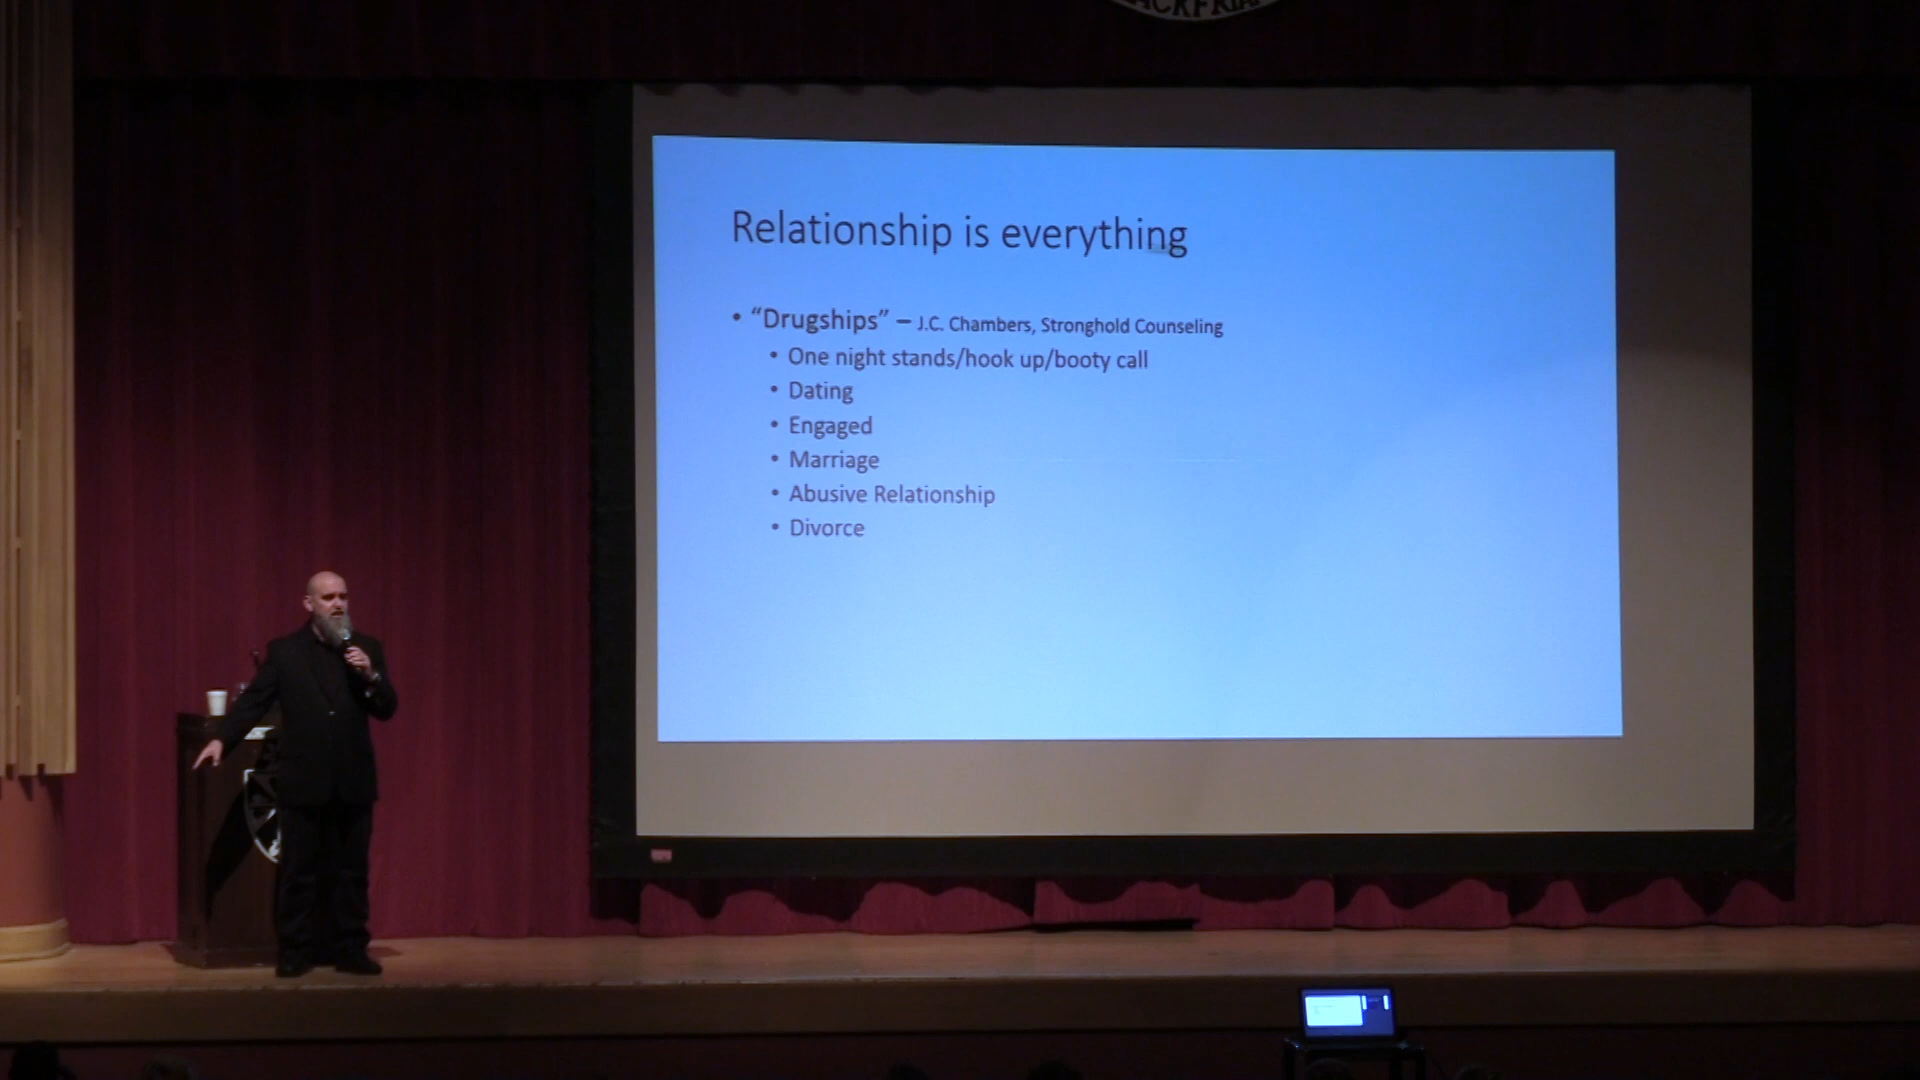 Relationship is everything
• “Drugships” – J.C. Chambers, Stronghold Counseling
• One night stands/hook up/booty call
• Dating
• Engaged
• Marriage
• Abusive Relationship
• Divorce